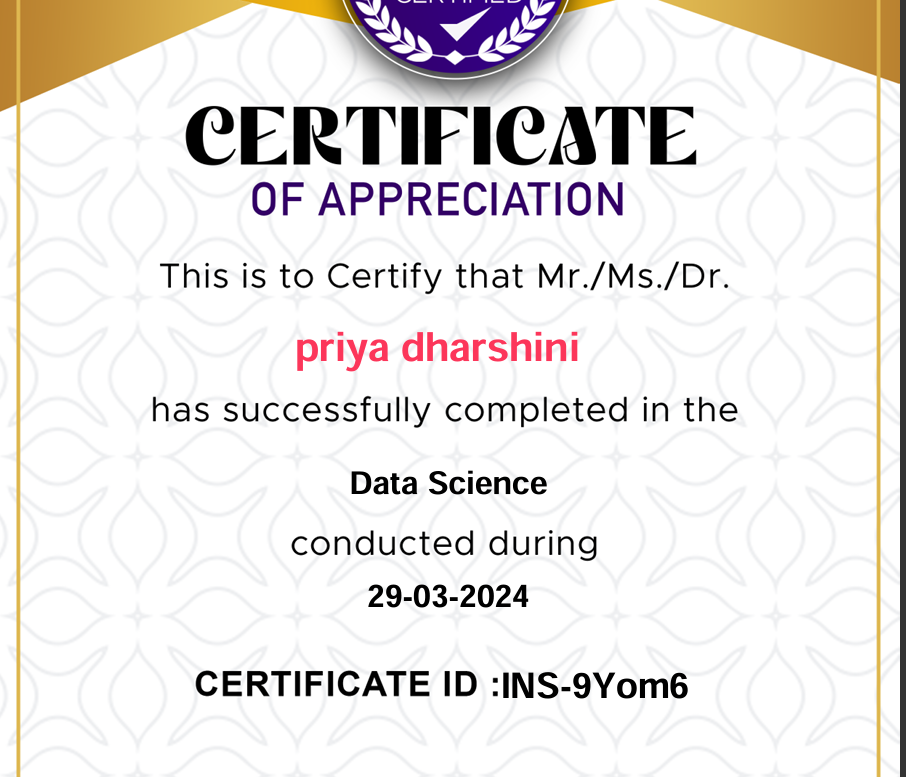 CERTIFIED
CERTIFICATE
OF APPRECIATION
This is to Certify that Mr./Ms./Dr.
priya dharshini
has successfully completed in the
Data Science
conducted during
29-03-2024
CERTIFICATE ID :INS-9Yom6